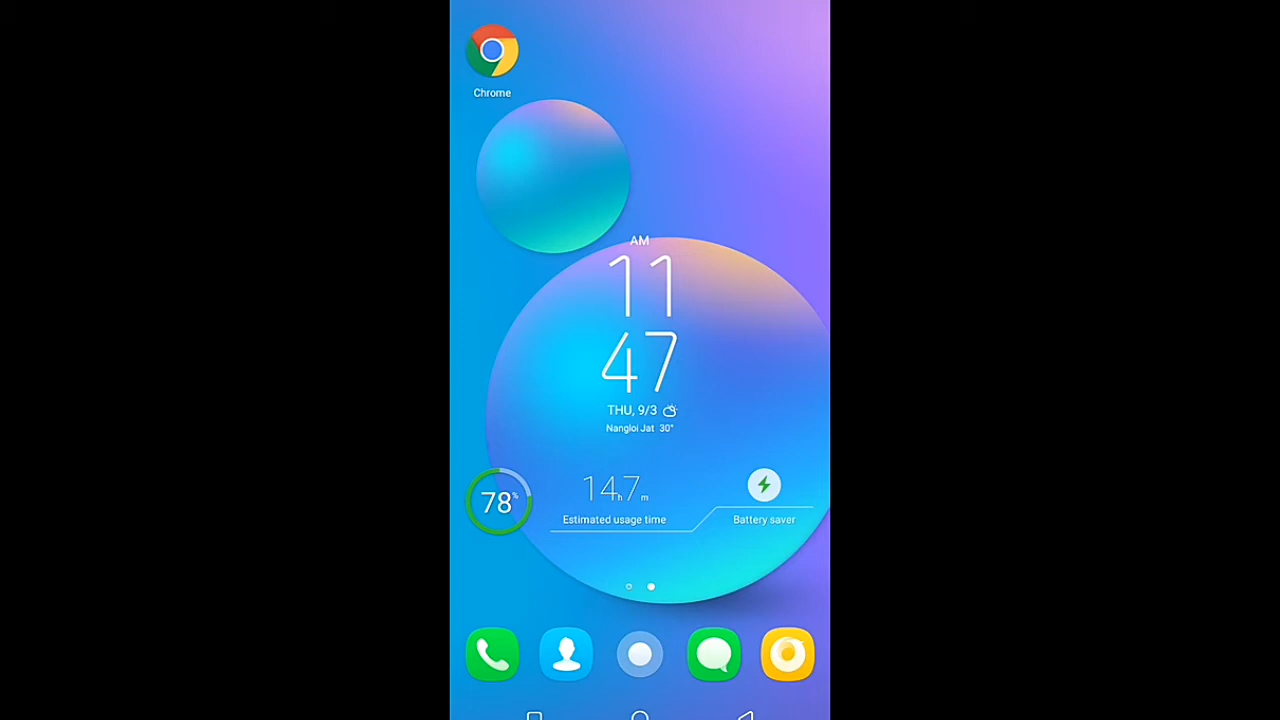 Chrome
AM
11
47
THU, 9/3
Nangloi Jat 30°
78%
14h7m
Estimated usage time
Battery saver